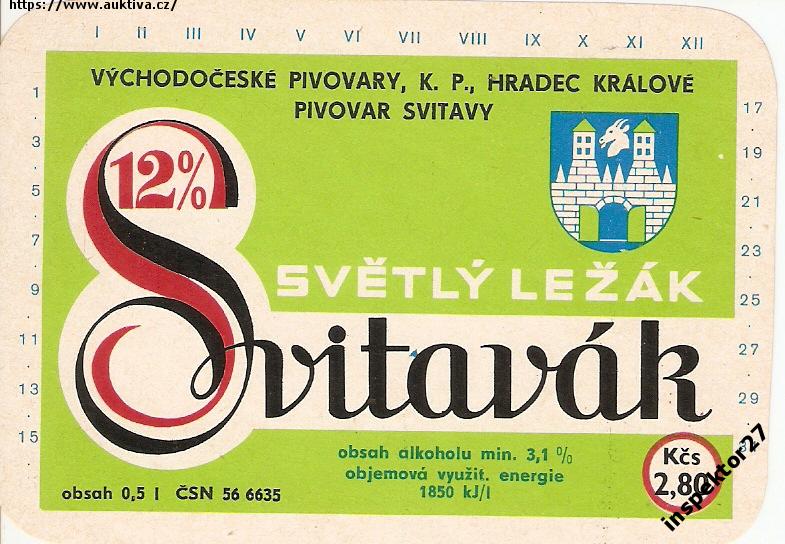 https://www.auktiva.cz/
I II III IV V VI VII VIII IX X XI XII
VÝCHODOČESKÉ PIVOVARY, K. P., HRADEC KRÁLOVÉ
PIVOVAR SVITAVY
1
3
5
7
9
11
13
15
17
19
21
23
25
27
29
12%
SVĚTLÝ LEŽÁK
Svitavák
obsah alkoholu min. 3,1 %
objemová využit. energie
1850 kJ/l
obsah 0,5 l ČSN 56 6635
Kčs
2,80
inspektor27